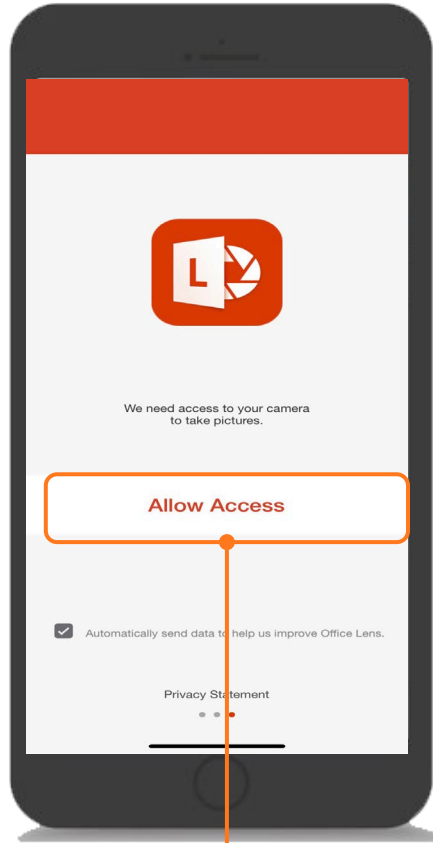 L
We need access to your camera
to take pictures.
Allow Access
Automatically send data to help us improve Office Lens.
Privacy Statement